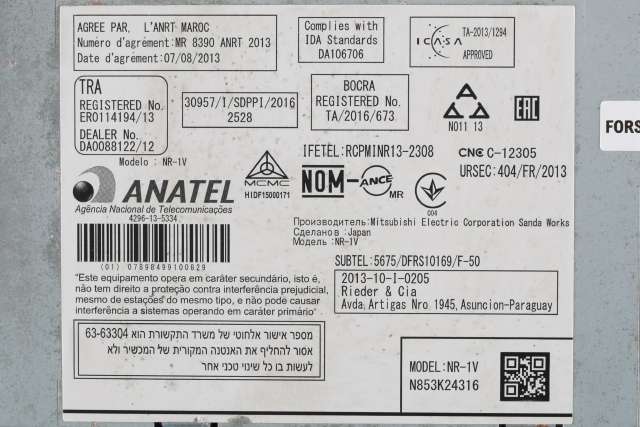 AGREE PAR, L'ANRT MAROC
Numéro d'agrément:MR 8390 ANRT 2013
Date d'agrément:07/08/2013
Complies with
IDA Standards
DA106706
ICASA
TA-2013/1294
APPROVED
TRA
REGISTERED No.
ER0114194/13
DEALER No.
DA0088122/12
30957/I/SDPPI/2016
2528
BOCRA
REGISTERED No.
TA/2016/673
N011 13
EAC
FORS
Modelo : NR-1V
ANATEL
Agência Nacional de Telecomunicações
4296-13-5334
(01) 07898499100829
MCMC
HIDF15000171
IFETEL:RCPMINR13-2308
CNC C-12305
URSEC:404/FR/2013
NOM-ANCE
MR
004
Производитель:Mitsubishi Electric Corporation Sanda Works
Сделано в :Japan
Модель :NR-1V
SUBTEL:5675/DFRS10169/F-50
2013-10-I-0205
Rieder & Cia
Avda,Artigas Nro 1945,Asuncion-Paraguay
"Este equipamento opera em caráter secundário, isto é,
não tem direito a proteção contra interferência prejudicial,
mesmo de estações do mesmo tipo, e não pode causar
interferência a sistemas operando em caráter primário"
מספר אישור אלחוטי של משרד התקשורת הוא 63-63304
אסור להחליף את האנטנה המקורית של המכשיר ולא
לעשות בו כל שינוי טכני אחר
MODEL:NR-1V
N853K24316